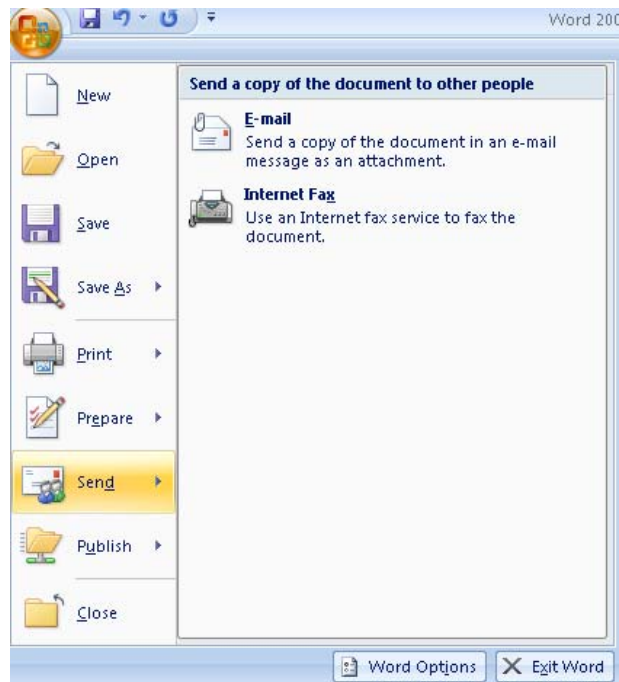 Word 200
New
Open
Save
Save As
Print
Prepare
Send
Publish
Close
Send a copy of the document to other people
E-mail
Send a copy of the document in an e-mail
message as an attachment.
Internet Fax
Use an Internet fax service to fax the
document.
Word Options
Exit Word